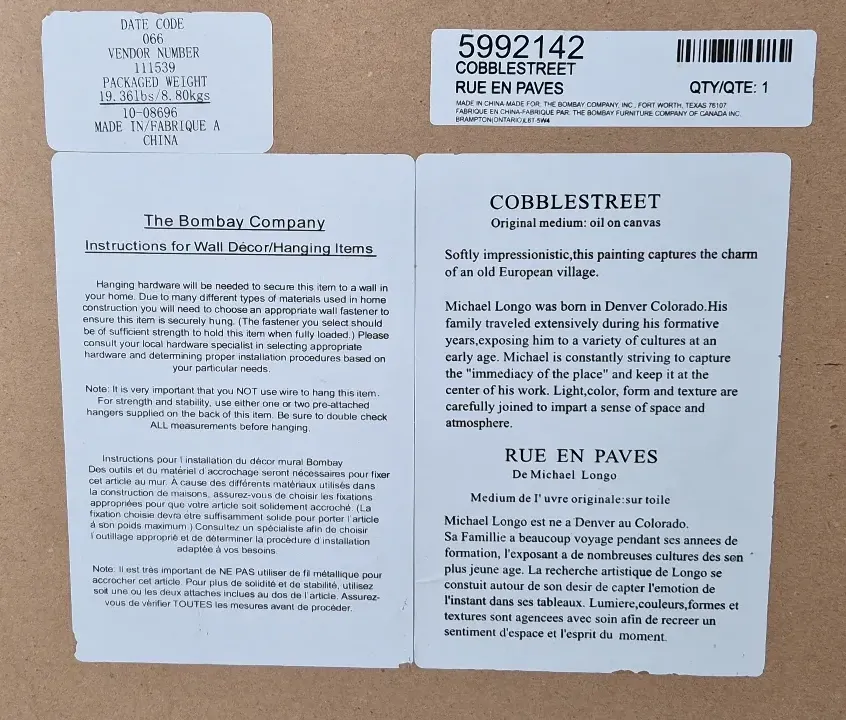 DATE CODE
066
VENDOR NUMBER
111539
PACKAGED WEIGHT
19.36lbs/8.80kgs
10-08696
MADE IN/FABRIQUE A
CHINA
5992142
COBBLESTREET
RUE EN PAVES
QTY/QTE: 1
MADE IN CHINA-MADE FOR: THE BOMBAY COMPANY, INC., FORT WORTH, TEXAS 76107
FABRIQUE EN CHINA-FABRIQUE PAR: THE BOMBAY FURNITURE COMPANY OF CANADA INC.
BRAMPTON(ONTARIO)L6T-5W4
The Bombay Company
Instructions for Wall Décor/Hanging Items
Hanging hardware will be needed to secure this item to a wall in
your home. Due to many different types of materials used in home
construction you will need to choose an appropriate wall fastener to
ensure this item is securely hung. (The fastener you select should
be of sufficient strength to hold this item when fully loaded.) Please
consult your local hardware specialist in selecting appropriate
hardware and determining proper installation procedures based on
your particular needs.
Note: It is very important that you NOT use wire to hang this item.
For strength and stability, use either one or two pre-attached
hangers supplied on the back of this item. Be sure to double check
ALL measurements before hanging.
Instructions pour l'installation du décor mural Bombay
Des outils et du matériel d'accrochage seront nécessaires pour fixer
cet article au mur. À cause des différents matériaux utilisés dans
la construction de maisons, assurez-vous de choisir les fixations
appropriées pour que votre article soit solidement accroché. (La
fixation choisie devra être suffisamment solide pour porter l'article
à son poids maximum.) Consultez un spécialiste afin de choisir
l'outillage approprié et de déterminer la procédure d'installation
adaptée à vos besoins.
Note: Il est très important de NE PAS utiliser de fil métallique pour
accrocher cet article. Pour plus de solidité et de stabilité, utilisez
soit une ou les deux attaches inclues au dos de l'article. Assurez-
vous de vérifier TOUTES les mesures avant de procéder.
COBBLESTREET
Original medium: oil on canvas
Softly impressionistic,this painting captures the charm
of an old European village.
Michael Longo was born in Denver Colorado.His
family traveled extensively during his formative
years,exposing him to a variety of cultures at an
early age. Michael is constantly striving to capture
the "immediacy of the place" and keep it at the
center of his work. Light,color, form and texture are
carefully joined to impart a sense of space and
atmosphere.
RUE EN PAVES
De Michael Longo
Medium de I' uvre originale:sur toile
Michael Longo est ne a Denver au Colorado.
Sa Famillie a beaucoup voyage pendant ses annees de
formation, l'exposant a de nombreuses cultures des son
plus jeune age. La recherche artistique de Longo se
constuit autour de son desir de capter l'emotion de
l'instant dans ses tableaux. Lumiere,couleurs,formes et
textures sont agencees avec soin afin de recreer un
sentiment d'espace et l'esprit du moment.